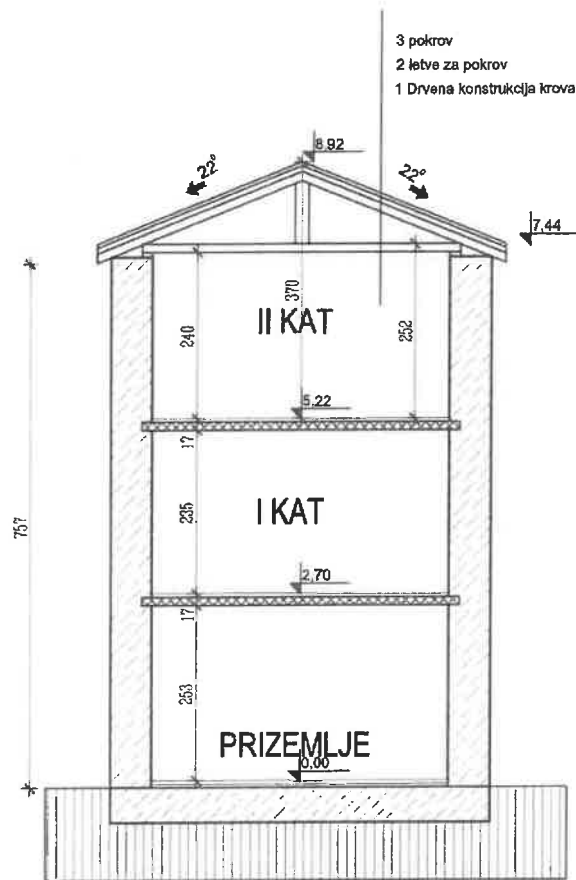 3 pokrov
2 letve za pokrov
1 Drvena konstrukcija krova
8,92
22°
22°
7,44
240
370
252
II KAT
5,22
17
757
235
I KAT
2,70
17
253
PRIZEMLJE
0,00